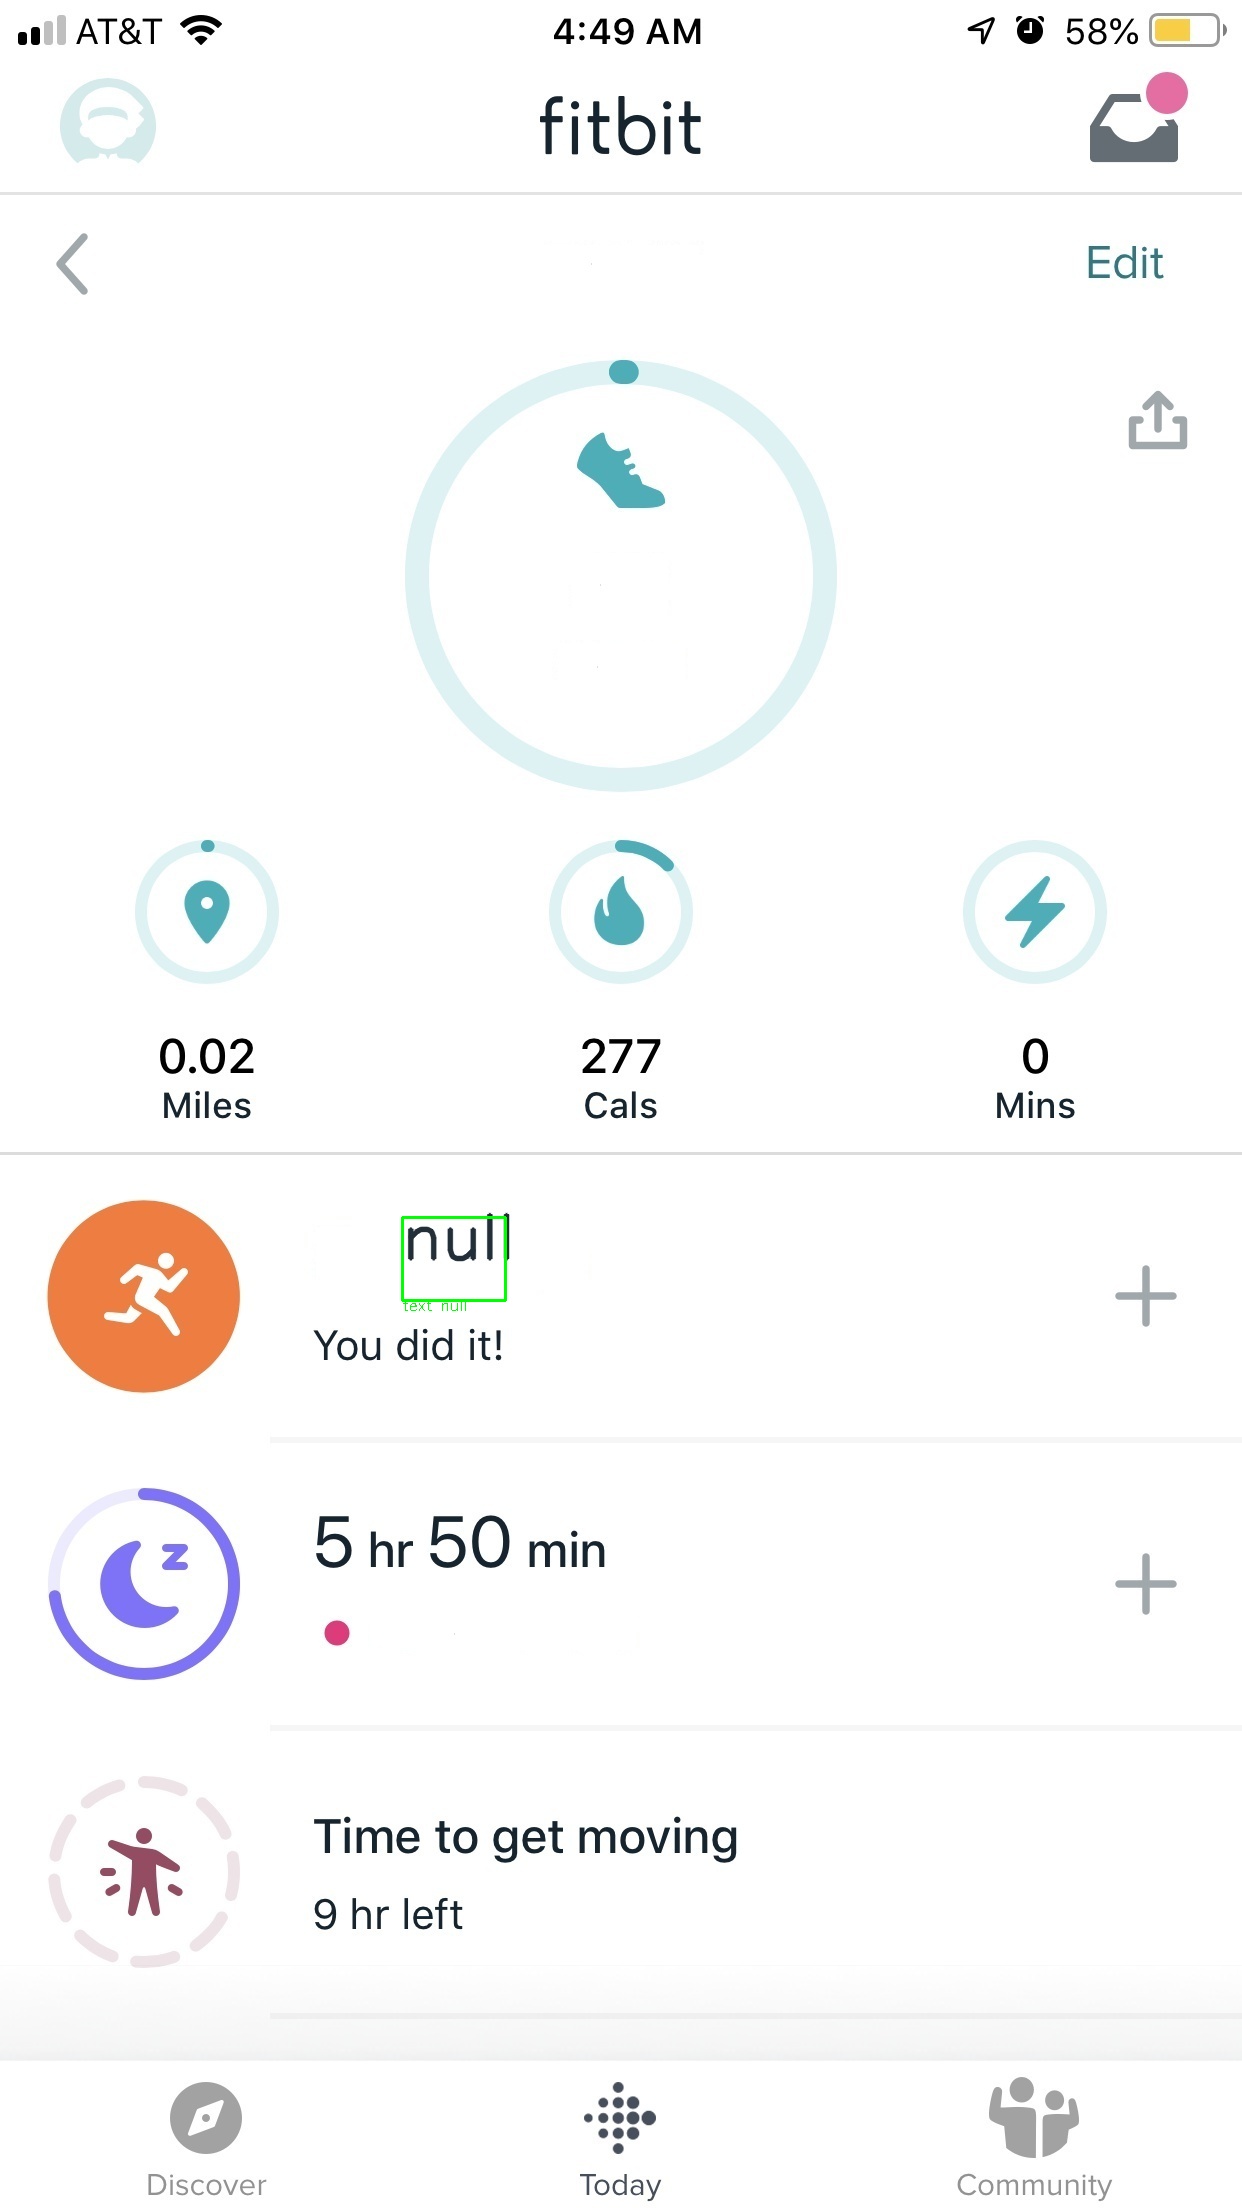 AT&T 4:49 AM 58%
fitbit
Edit
0.02 277 0
Miles Cals Mins
null
text null
You did it!
5 hr 50 min
Time to get moving
9 hr left
Discover Today Community